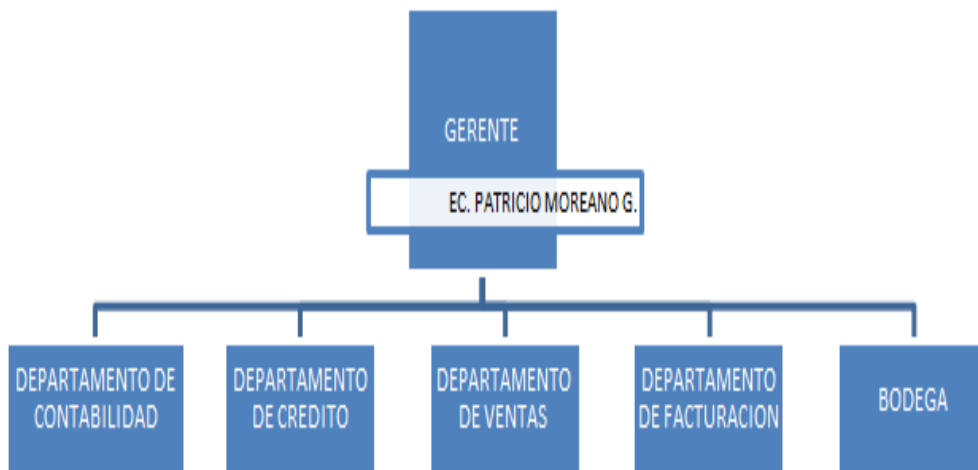 GERENTE
EC. PATRICIO MOREANO G.
DEPARTAMENTO DE
CONTABILIDAD
DEPARTAMENTO
DE CREDITO
DEPARTAMENTO
DE VENTAS
DEPARTAMENTO
DE FACTURACION
BODEGA